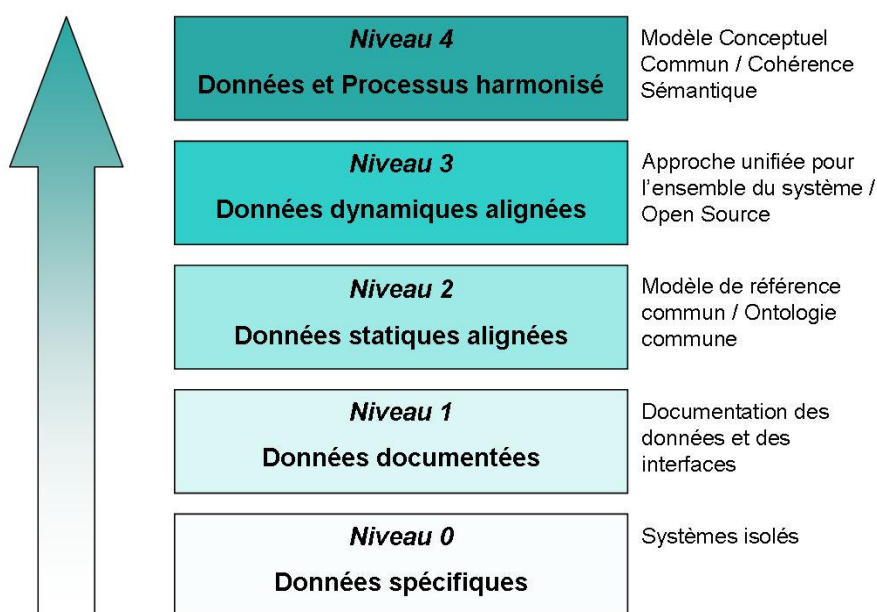 Niveau 4
Données et Processus harmonisé
Modèle Conceptuel
Commun / Cohérence
Sémantique
Niveau 3
Données dynamiques alignées
Approche unifiée pour
l'ensemble du système /
Open Source
Niveau 2
Données statiques alignées
Modèle de référence
commun / Ontologie
commune
Niveau 1
Données documentées
Documentation des
données et des
interfaces
Niveau 0
Données spécifiques
Systèmes isolés